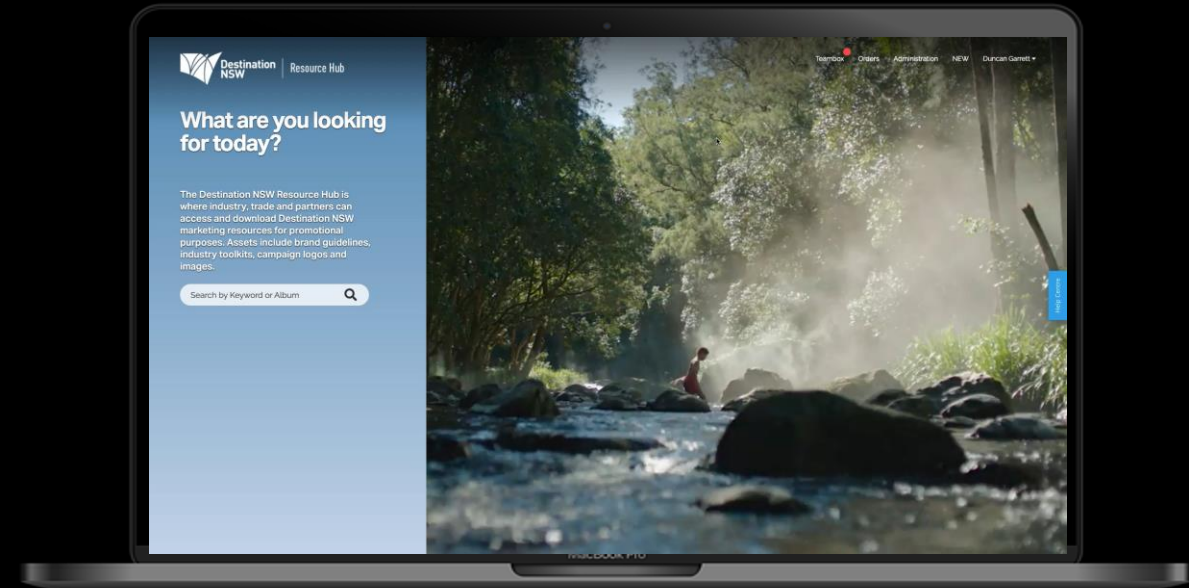 Destination
NSW
Resource Hub
Teambox Orders Administration NEW Duncan Garrett
What are you looking
for today?
The Destination NSW Resource Hub is
where industry, trade and partners can
access and download Destination NSW
marketing resources for promotional
purposes. Assets include brand guidelines,
industry toolkits, campaign logos and
images.
Search by Keyword or Album
Help Centre
MacBook Pro